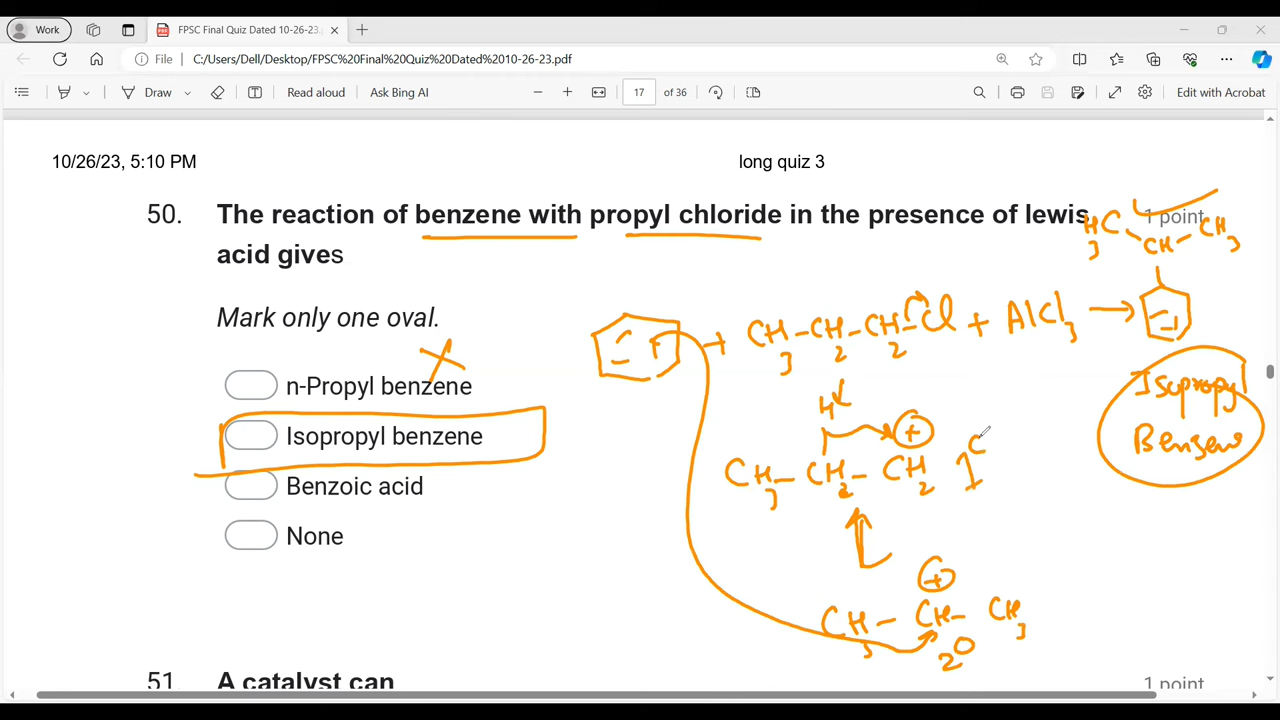 Work
FPSC Final Quiz Dated 10-26-23.
File
C:/Users/Dell/Desktop/FPSC%20Final%20Quiz%20Dated%2010-26-23.pdf
Draw
Read aloud
Ask Bing AI
17
of 36
Edit with Acrobat
10/26/23, 5:10 PM
long quiz 3
50. The reaction of benzene with propyl chloride in the presence of lewis
acid gives
1 point
H3C - CH - CH3
Mark only one oval.
+ CH3-CH2-CH2-Cl + AlCl3
n-Propyl benzene
Isopropyl benzene
Benzoic acid
None
Isopropyl
Benzene
H
+
CH3-CH2-CH2 1°
+
CH3-CH-CH3
2°
51. A catalyst can
1 point